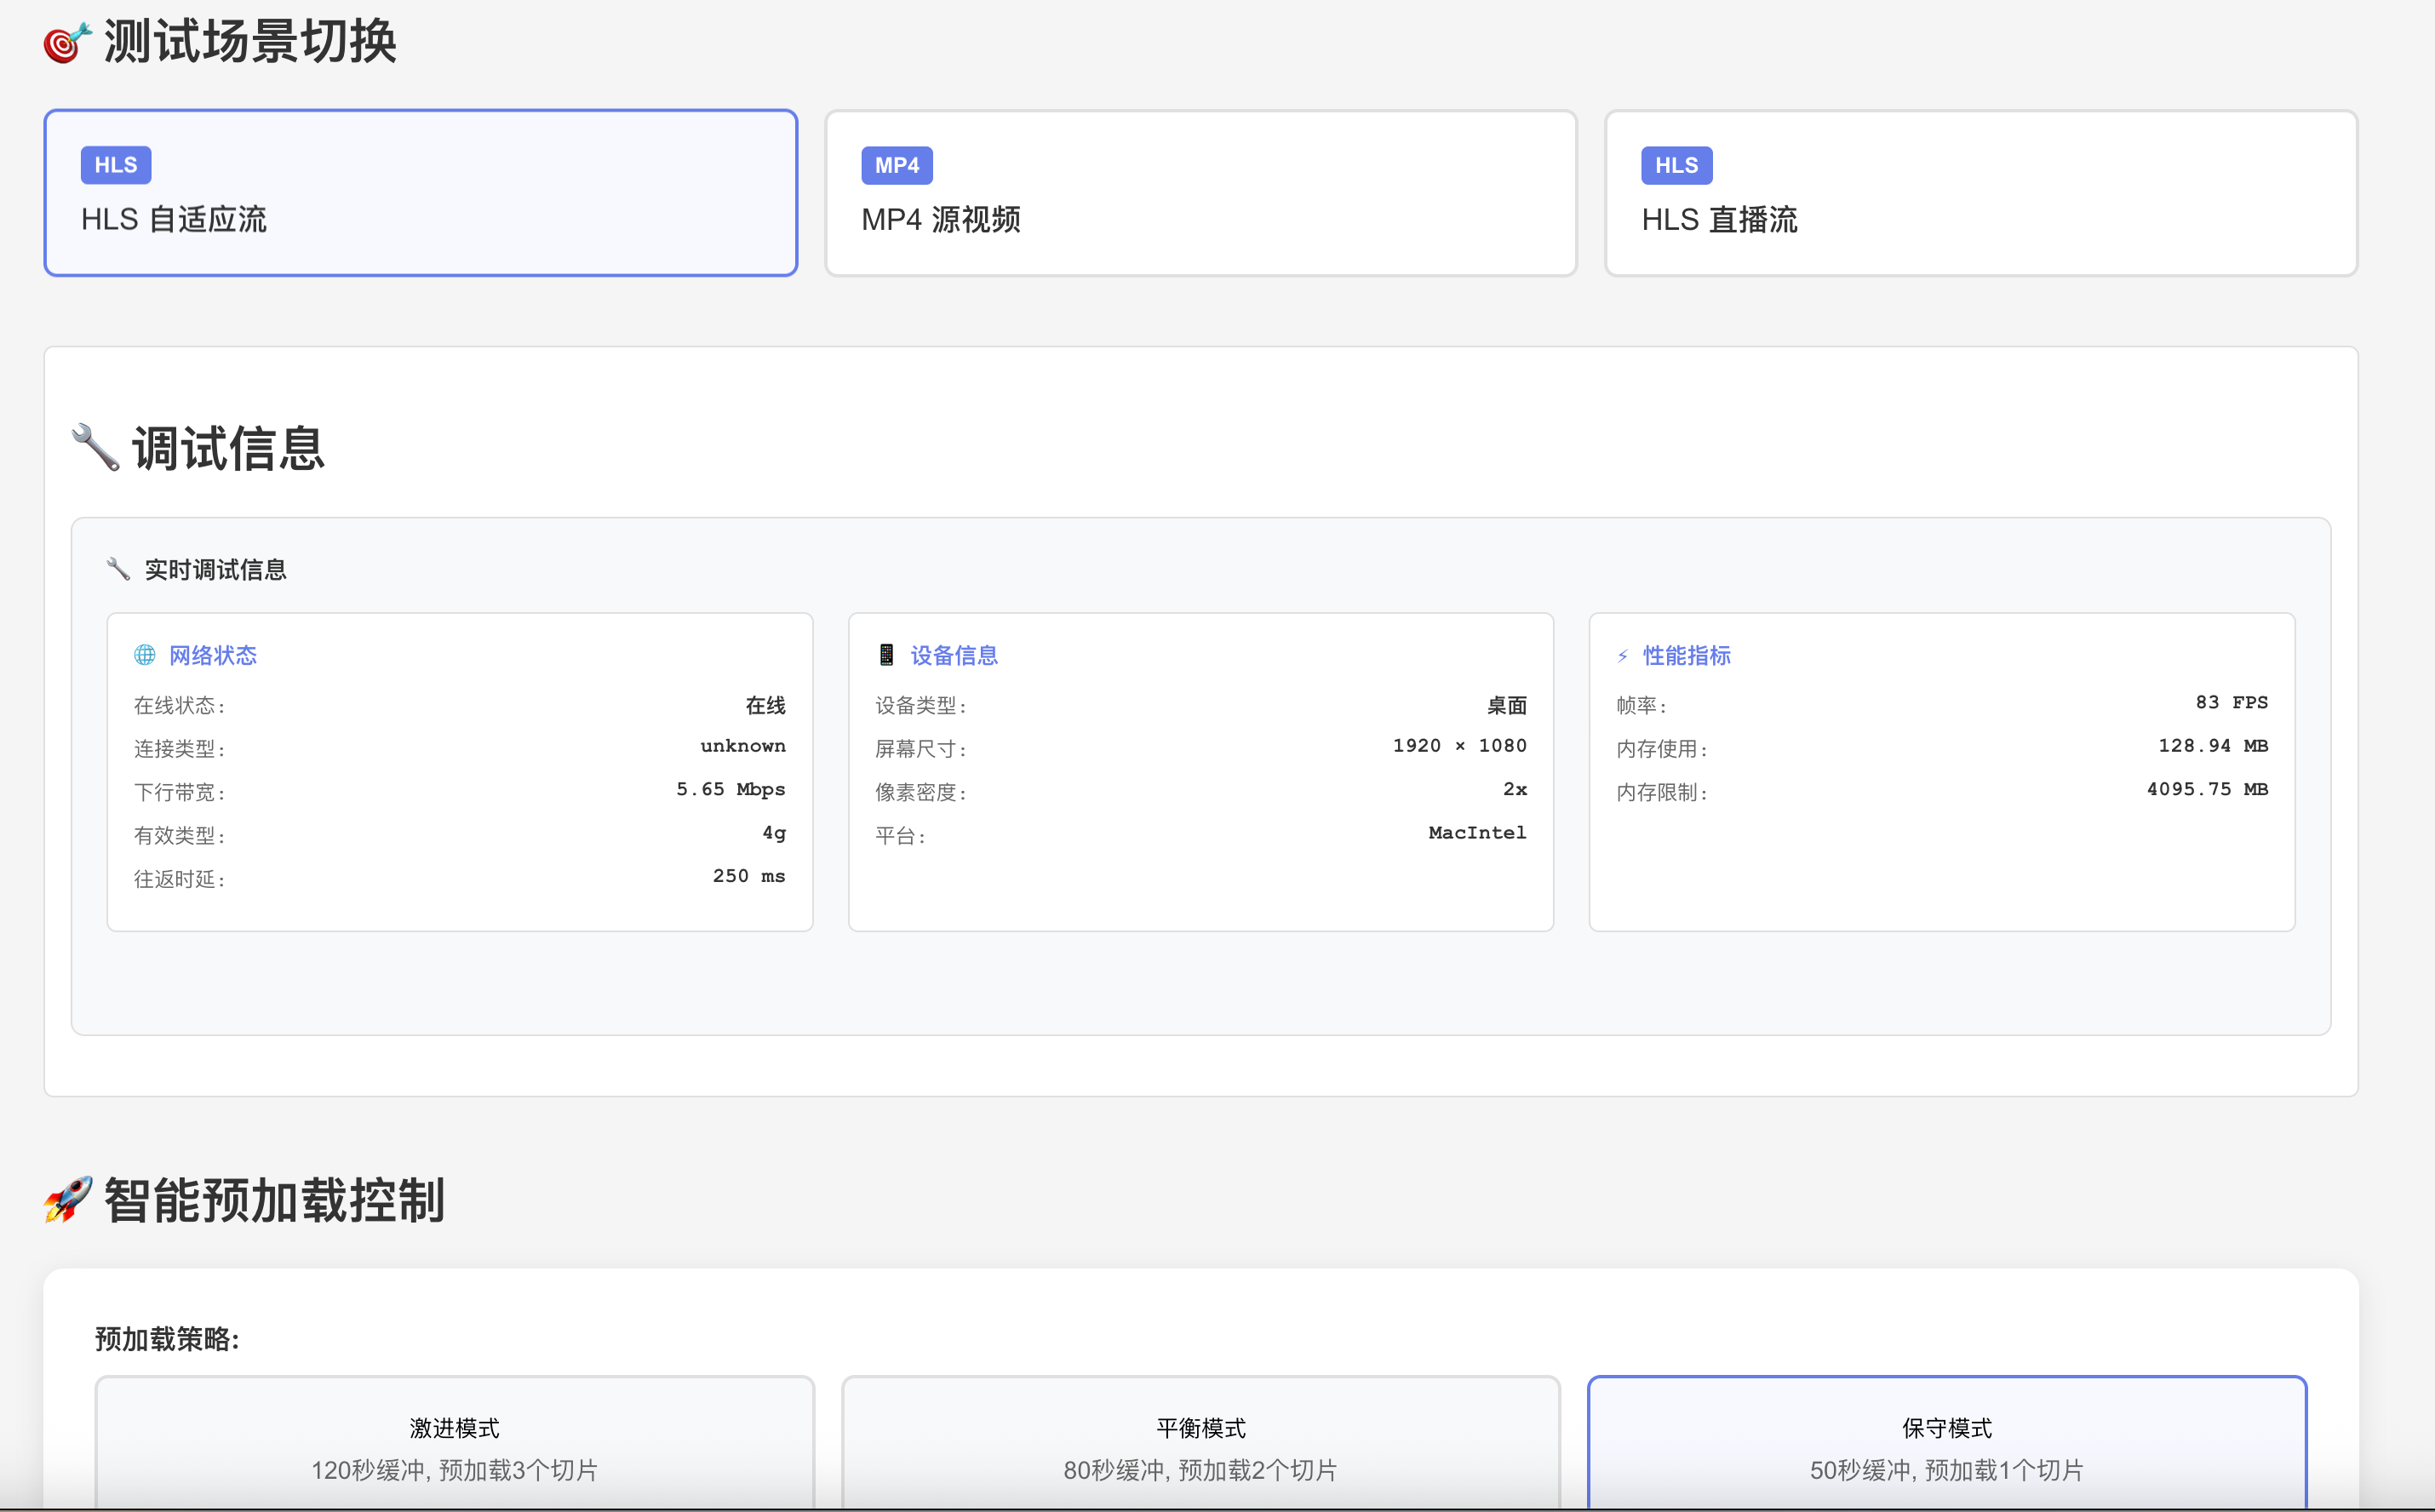 🎯 测试场景切换
HLS
HLS 自适应流
MP4
MP4 源视频
HLS
HLS 直播流
🔧 调试信息
🔧 实时调试信息
🌐 网络状态
在线状态: 在线
连接类型: unknown
下行带宽: 5.65 Mbps
有效类型: 4g
往返时延: 250 ms
📱 设备信息
设备类型: 桌面
屏幕尺寸: 1920 × 1080
像素密度: 2x
平台: MacIntel
⚡ 性能指标
帧率: 83 FPS
内存使用: 128.94 MB
内存限制: 4095.75 MB
🚀 智能预加载控制
预加载策略:
激进模式
120秒缓冲, 预加载3个切片
平衡模式
80秒缓冲, 预加载2个切片
保守模式
50秒缓冲, 预加载1个切片